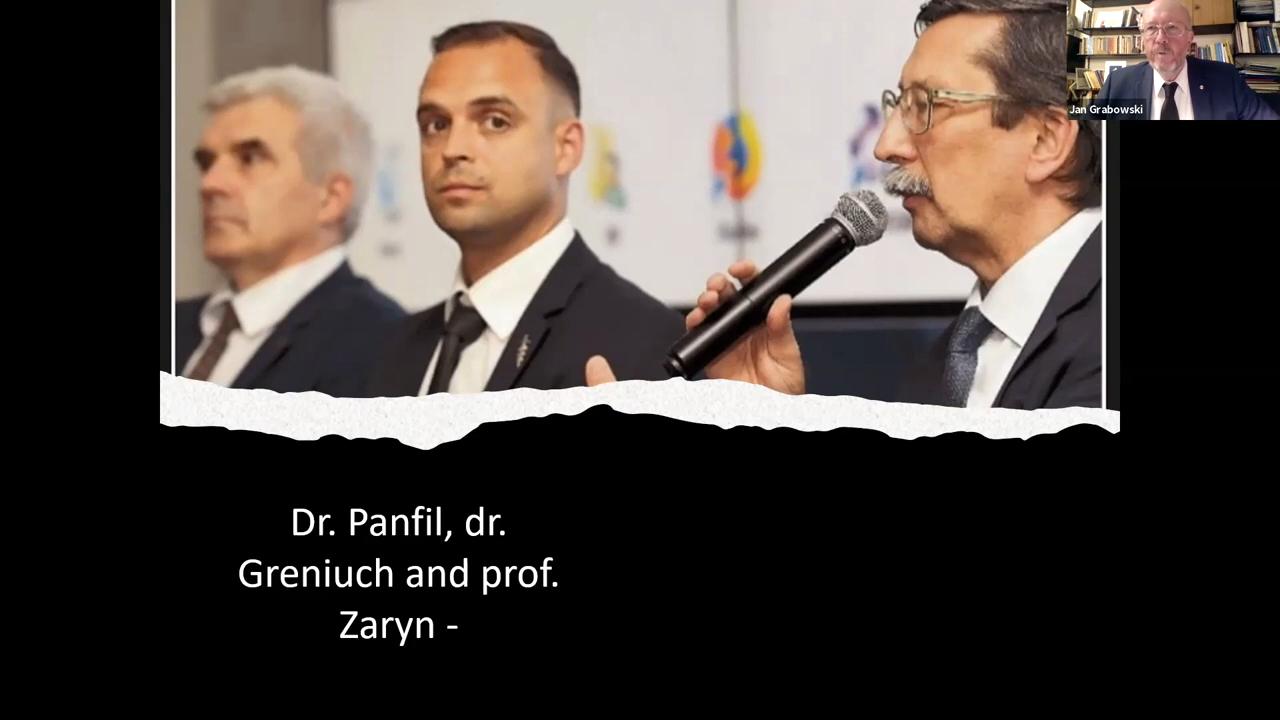 Jan Grabowski
Dr. Panfil, dr.
Greniuch and prof.
Zaryn -